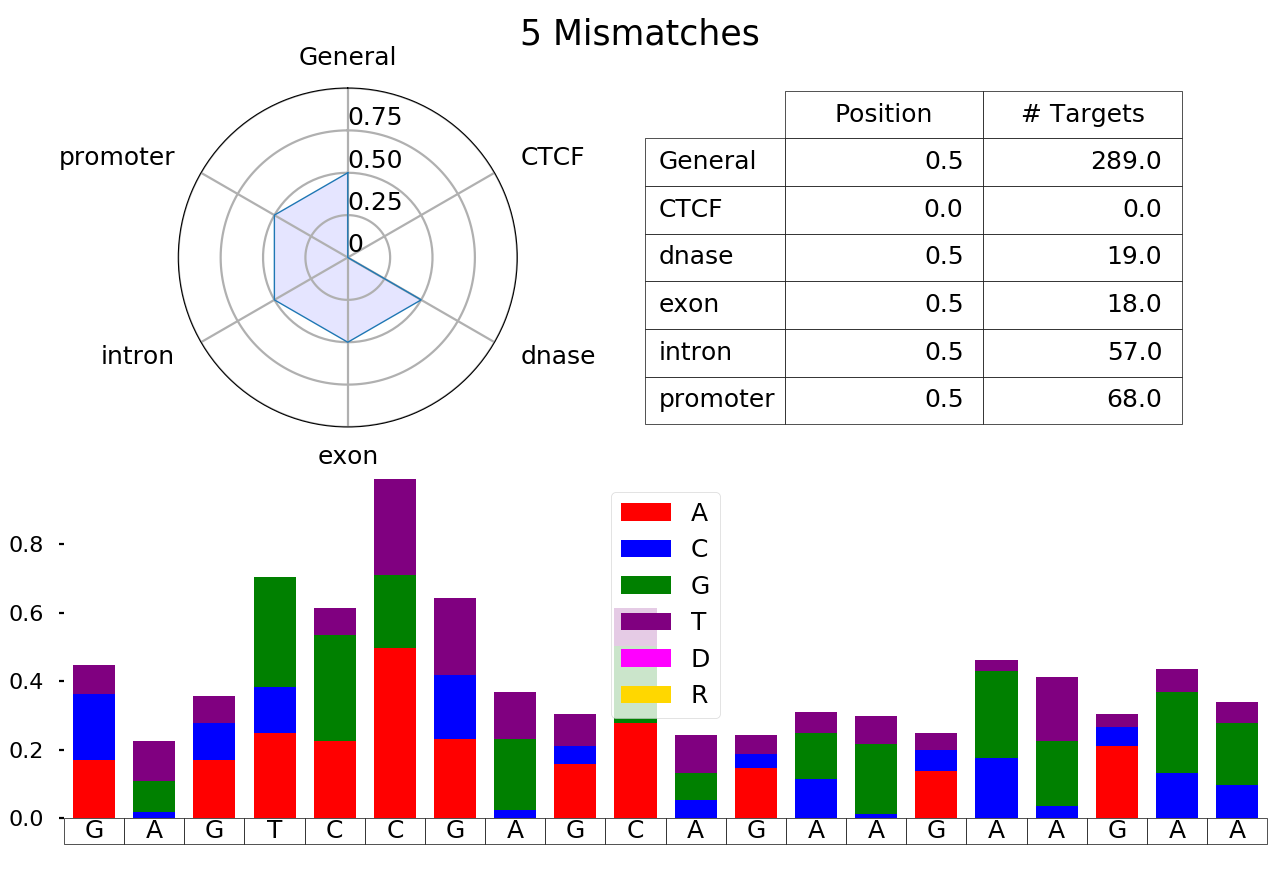 5 Mismatches
General
promoter
CTCF
0.75
0.50
0.25
0
intron
dnase
exon
Position # Targets
General 0.5 289.0
CTCF 0.0 0.0
dnase 0.5 19.0
exon 0.5 18.0
intron 0.5 57.0
promoter 0.5 68.0
A
C
G
T
D
R
0.8
0.6
0.4
0.2
0.0
G A G T C C G A G C A G A A G A A G A A